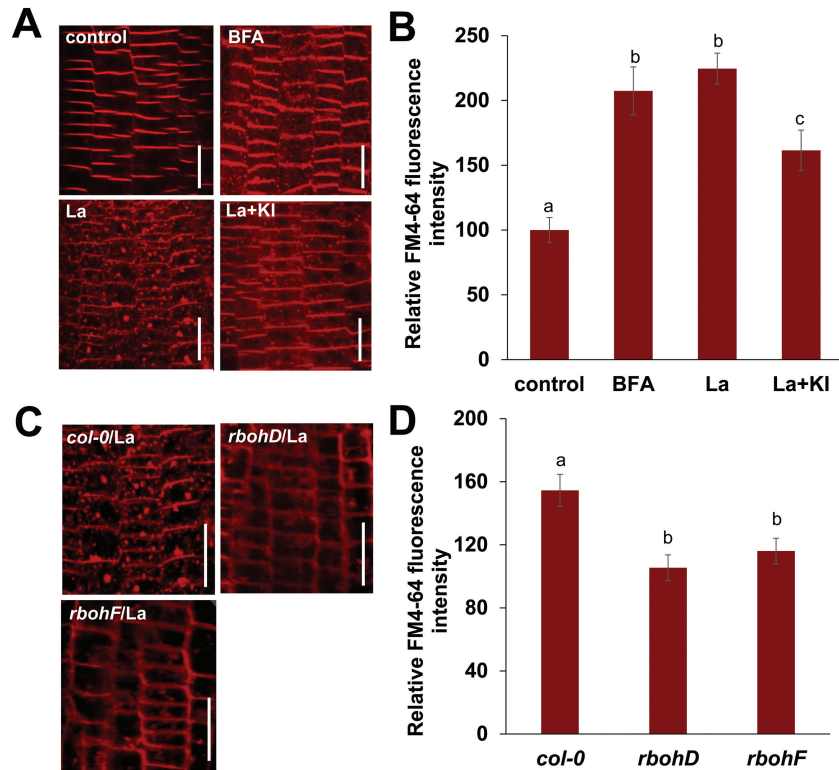 A
control
BFA
La
La+KI
B
Relative FM4-64 fluorescence
intensity
250
200
150
100
50
0
a
b
b
c
control
BFA
La
La+KI
C
col-0/La
rbohD/La
rbohF/La
D
Relative FM4-64 fluorescence
intensity
200
160
120
80
40
0
a
b
b
col-0
rbohD
rbohF